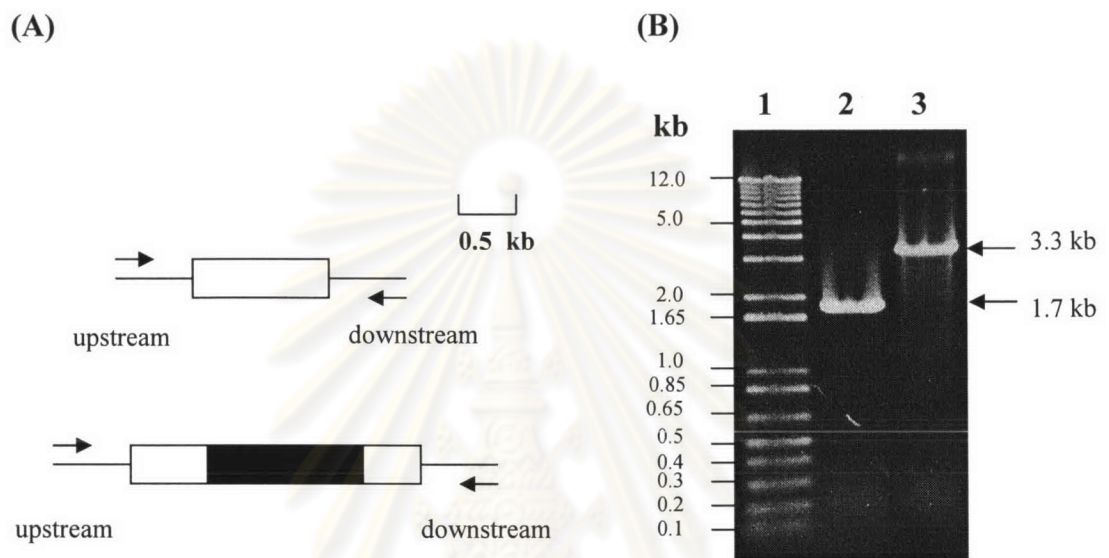 (A)
0.5 kb
upstream
downstream
upstream
downstream
(B)
1 2 3
kb
12.0
5.0
2.0
1.65
1.0
0.85
0.65
0.5
0.4
0.3
0.2
0.1
3.3 kb
1.7 kb